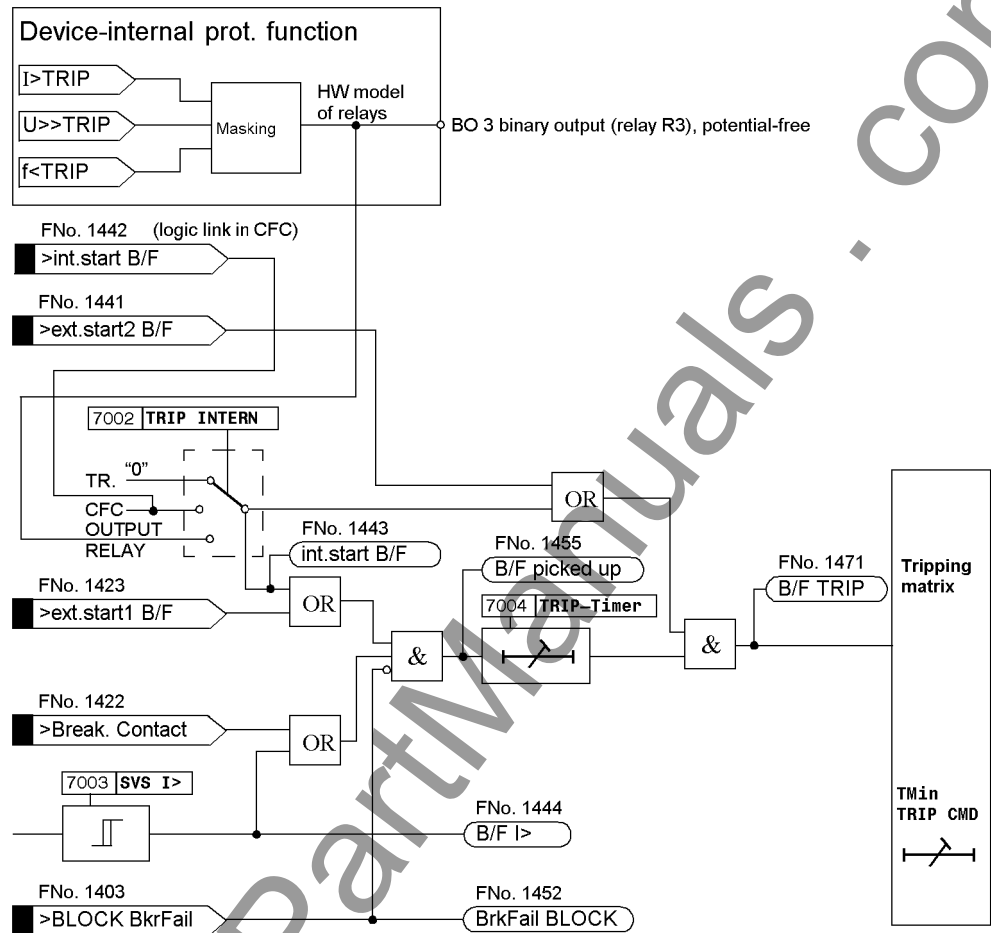 Device-internal prot. function
I>TRIP
U>>TRIP
f<TRIP
Masking
HW model
of relays
BO 3 binary output (relay R3), potential-free
FNo. 1442 (logic link in CFC)
>int.start B/F
FNo. 1441
>ext.start2 B/F
7002 TRIP INTERN
TR. "0"
CFC
OUTPUT
RELAY
OR
FNo. 1443
int.start B/F
FNo. 1455
B/F picked up
7004 TRIP-Timer
FNo. 1471
B/F TRIP
Tripping
matrix
FNo. 1423
>ext.start1 B/F
OR
&
&
FNo. 1422
>Break. Contact
OR
7003 SVS I>
FNo. 1444
B/F I>
TMin
TRIP CMD
FNo. 1403
>BLOCK BkrFail
FNo. 1452
BrkFail BLOCK
PartManuals . com